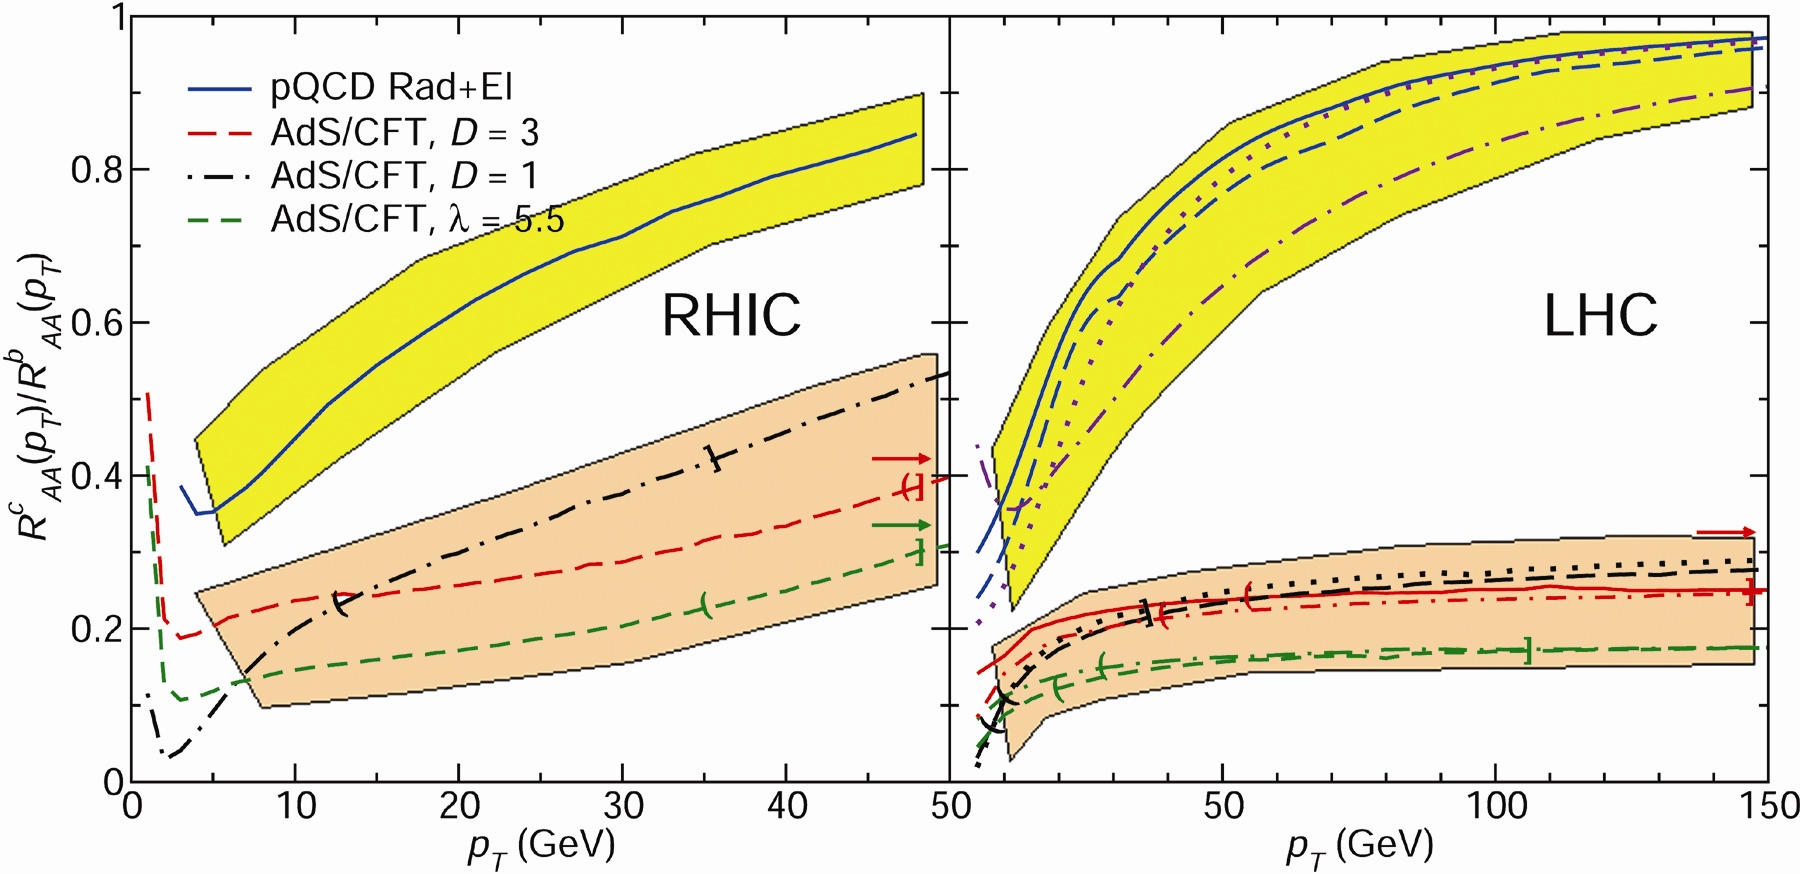 1
0.8
0.6
0.4
0.2
0
R^c_AA(p_T)/R^b_AA(p_T)
pQCD Rad+El
AdS/CFT, D = 3
AdS/CFT, D = 1
AdS/CFT, λ = 5.5
RHIC
LHC
0 10 20 30 40 50
50 100 150
p_T (GeV)
p_T (GeV)